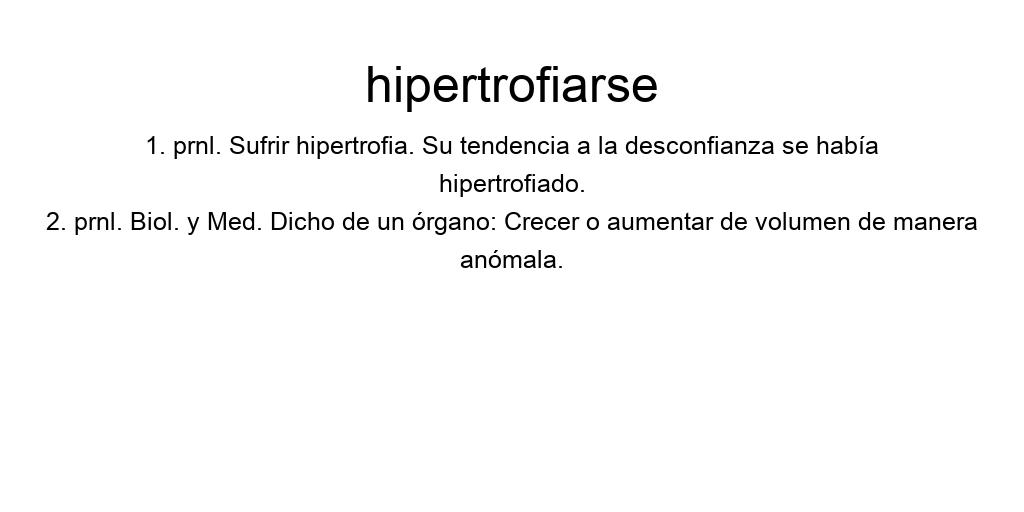 hipertrofiarse
1. prnl. Sufrir hipertrofia. Su tendencia a la desconfianza se había
hipertrofiado.
2. prnl. Biol. y Med. Dicho de un órgano: Crecer o aumentar de volumen de manera
anómala.